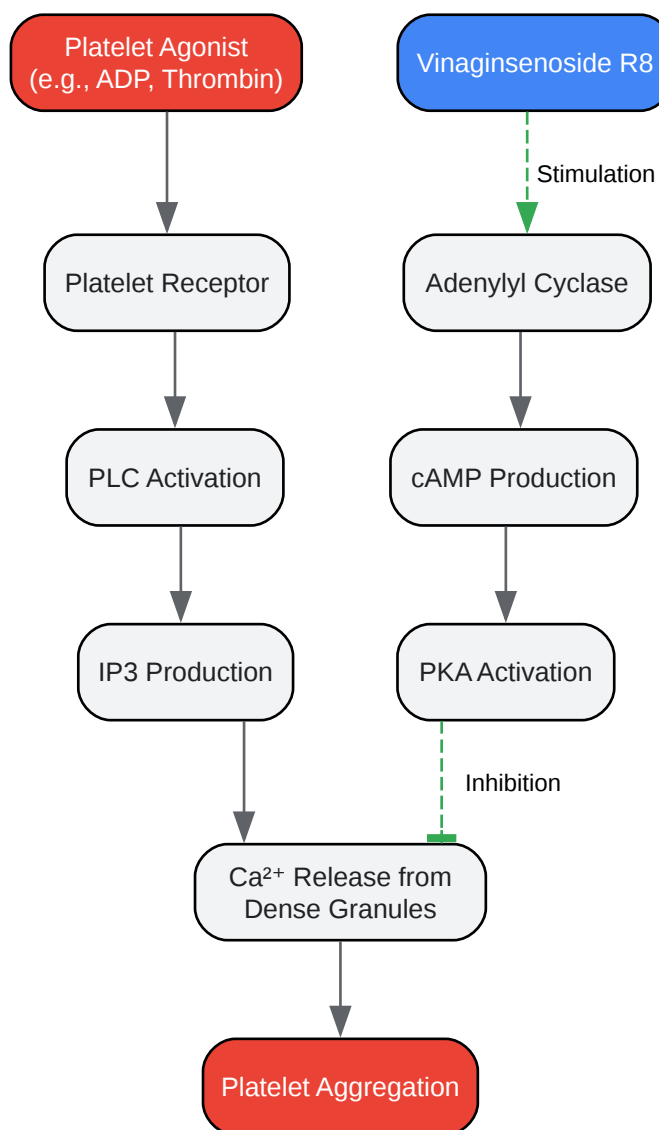 Platelet Agonist
(e.g., ADP, Thrombin)
Vinaginsenoside R8
Stimulation
Platelet Receptor
Adenylyl Cyclase
PLC Activation
cAMP Production
IP3 Production
PKA Activation
Inhibition
Ca²⁺ Release from
Dense Granules
Platelet Aggregation